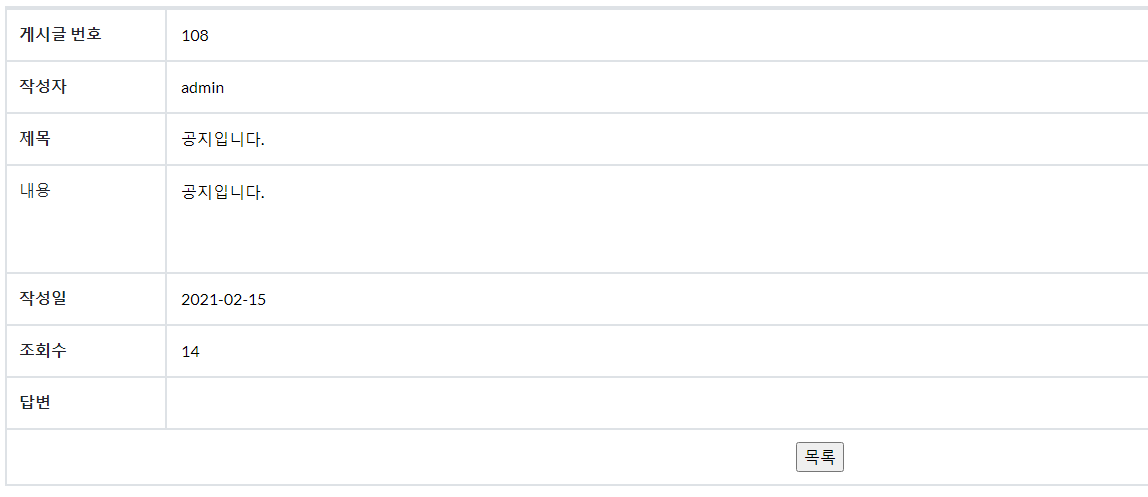 게시글 번호 108
작성자 admin
제목 공지입니다.
내용 공지입니다.
작성일 2021-02-15
조회수 14
답변
목록